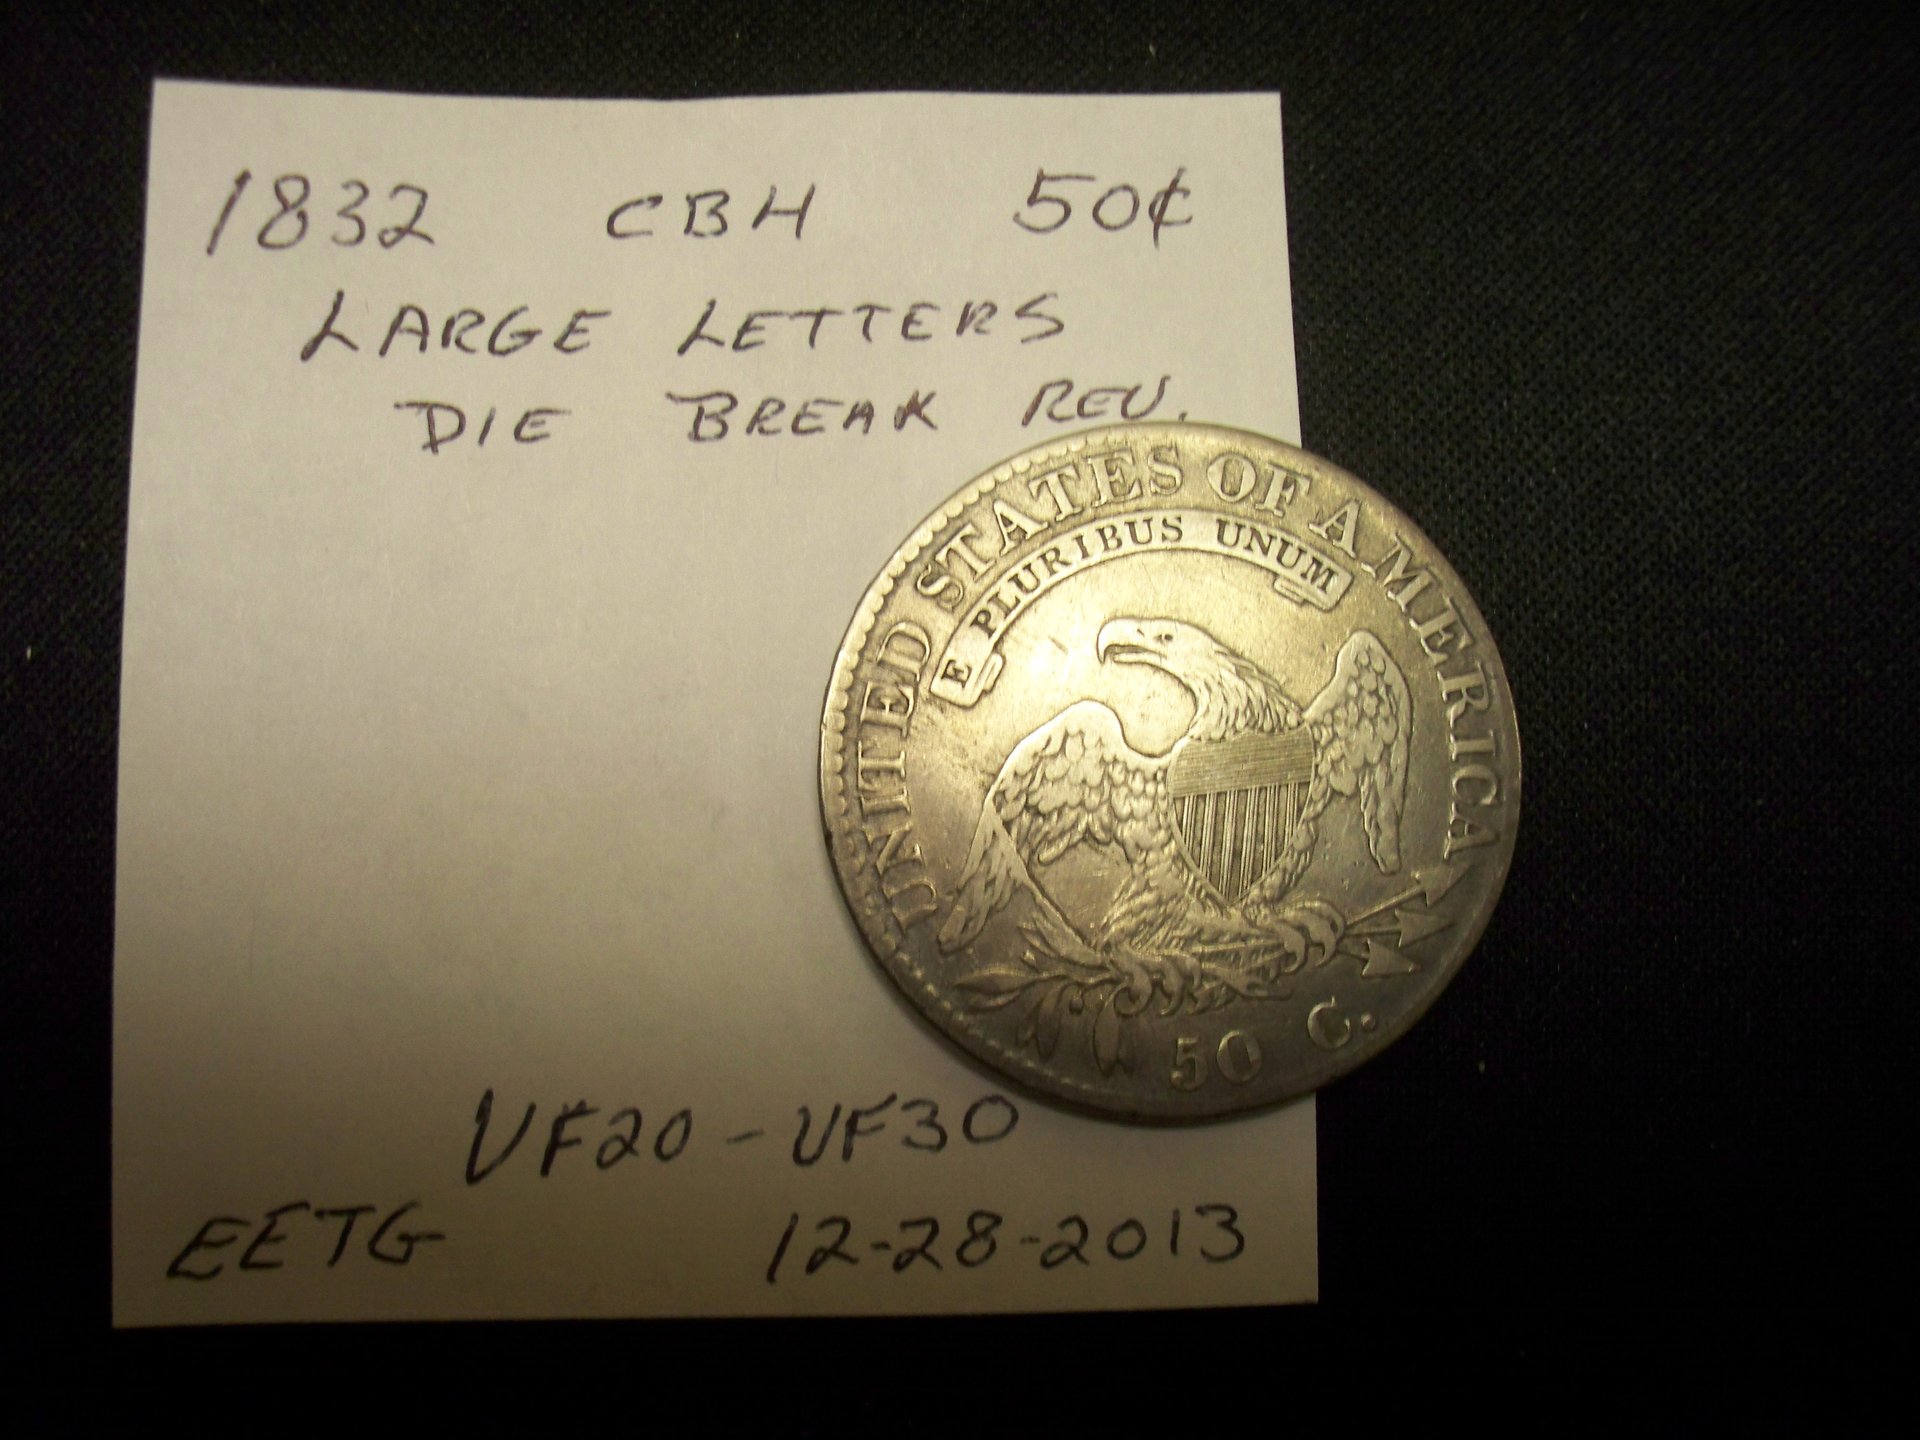 1832 CBH 50¢
LARGE LETTERS
DIE BREAK REV.
UNITED STATES OF AMERICA
E PLURIBUS UNUM
50 C.
VF20-VF30
EETG 12-28-2013